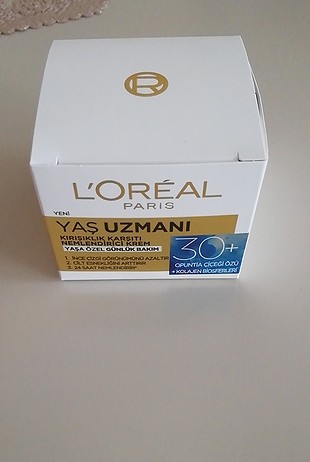 L'ORÉAL
PARIS
YENİ
YAŞ UZMANI
KIRIŞIKLIK KARŞITI
NEMLENDİRİCİ KREM
YAŞA ÖZEL GÜNLÜK BAKIM
1. İNCE ÇİZGİ GÖRÜNÜMÜNÜ AZALTIR
2. CİLT ESNEKLİĞİNİ ARTTIRIR
3. 24 SAAT NEMLENDİRİR
30+
OPUNTIA ÇİÇEĞİ ÖZÜ
+ KOLAJEN BİOSFERLERİ